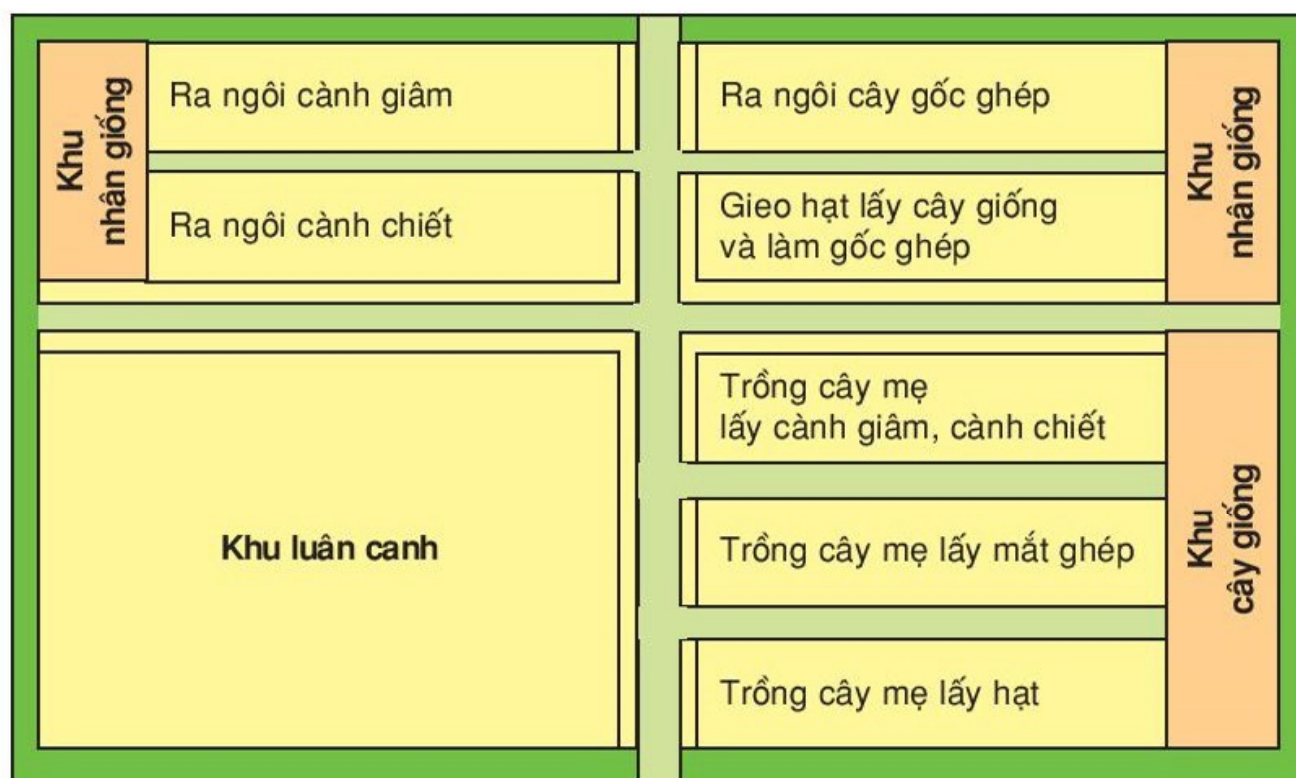 Khu
nhân giống
Ra ngôi cành giâm
Ra ngôi cành chiết
Ra ngôi cây gốc ghép
Gieo hạt lấy cây giống
và làm gốc ghép
Khu
nhân giống
Khu luân canh
Trồng cây mẹ
lấy cành giâm, cành chiết
Trồng cây mẹ lấy mắt ghép
Trồng cây mẹ lấy hạt
Khu
cây giống